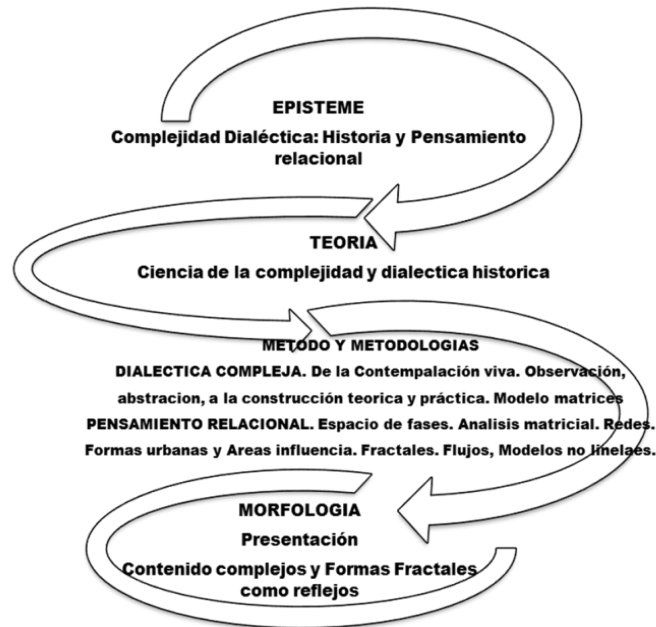 EPISTEME
Complejidad Dialéctica: Historia y Pensamiento
relacional
TEORIA
Ciencia de la complejidad y dialectica historica
METODO Y METODOLOGIAS
DIALECTICA COMPLEJA. De la Contempalación viva. Observación,
abstracion, a la construcción teorica y práctica. Modelo matrices
PENSAMIENTO RELACIONAL. Espacio de fases. Analisis matricial. Redes.
Formas urbanas y Areas influencia. Fractales. Flujos, Modelos no linelaes.
MORFOLOGIA
Presentación
Contenido complejos y Formas Fractales
como reflejos